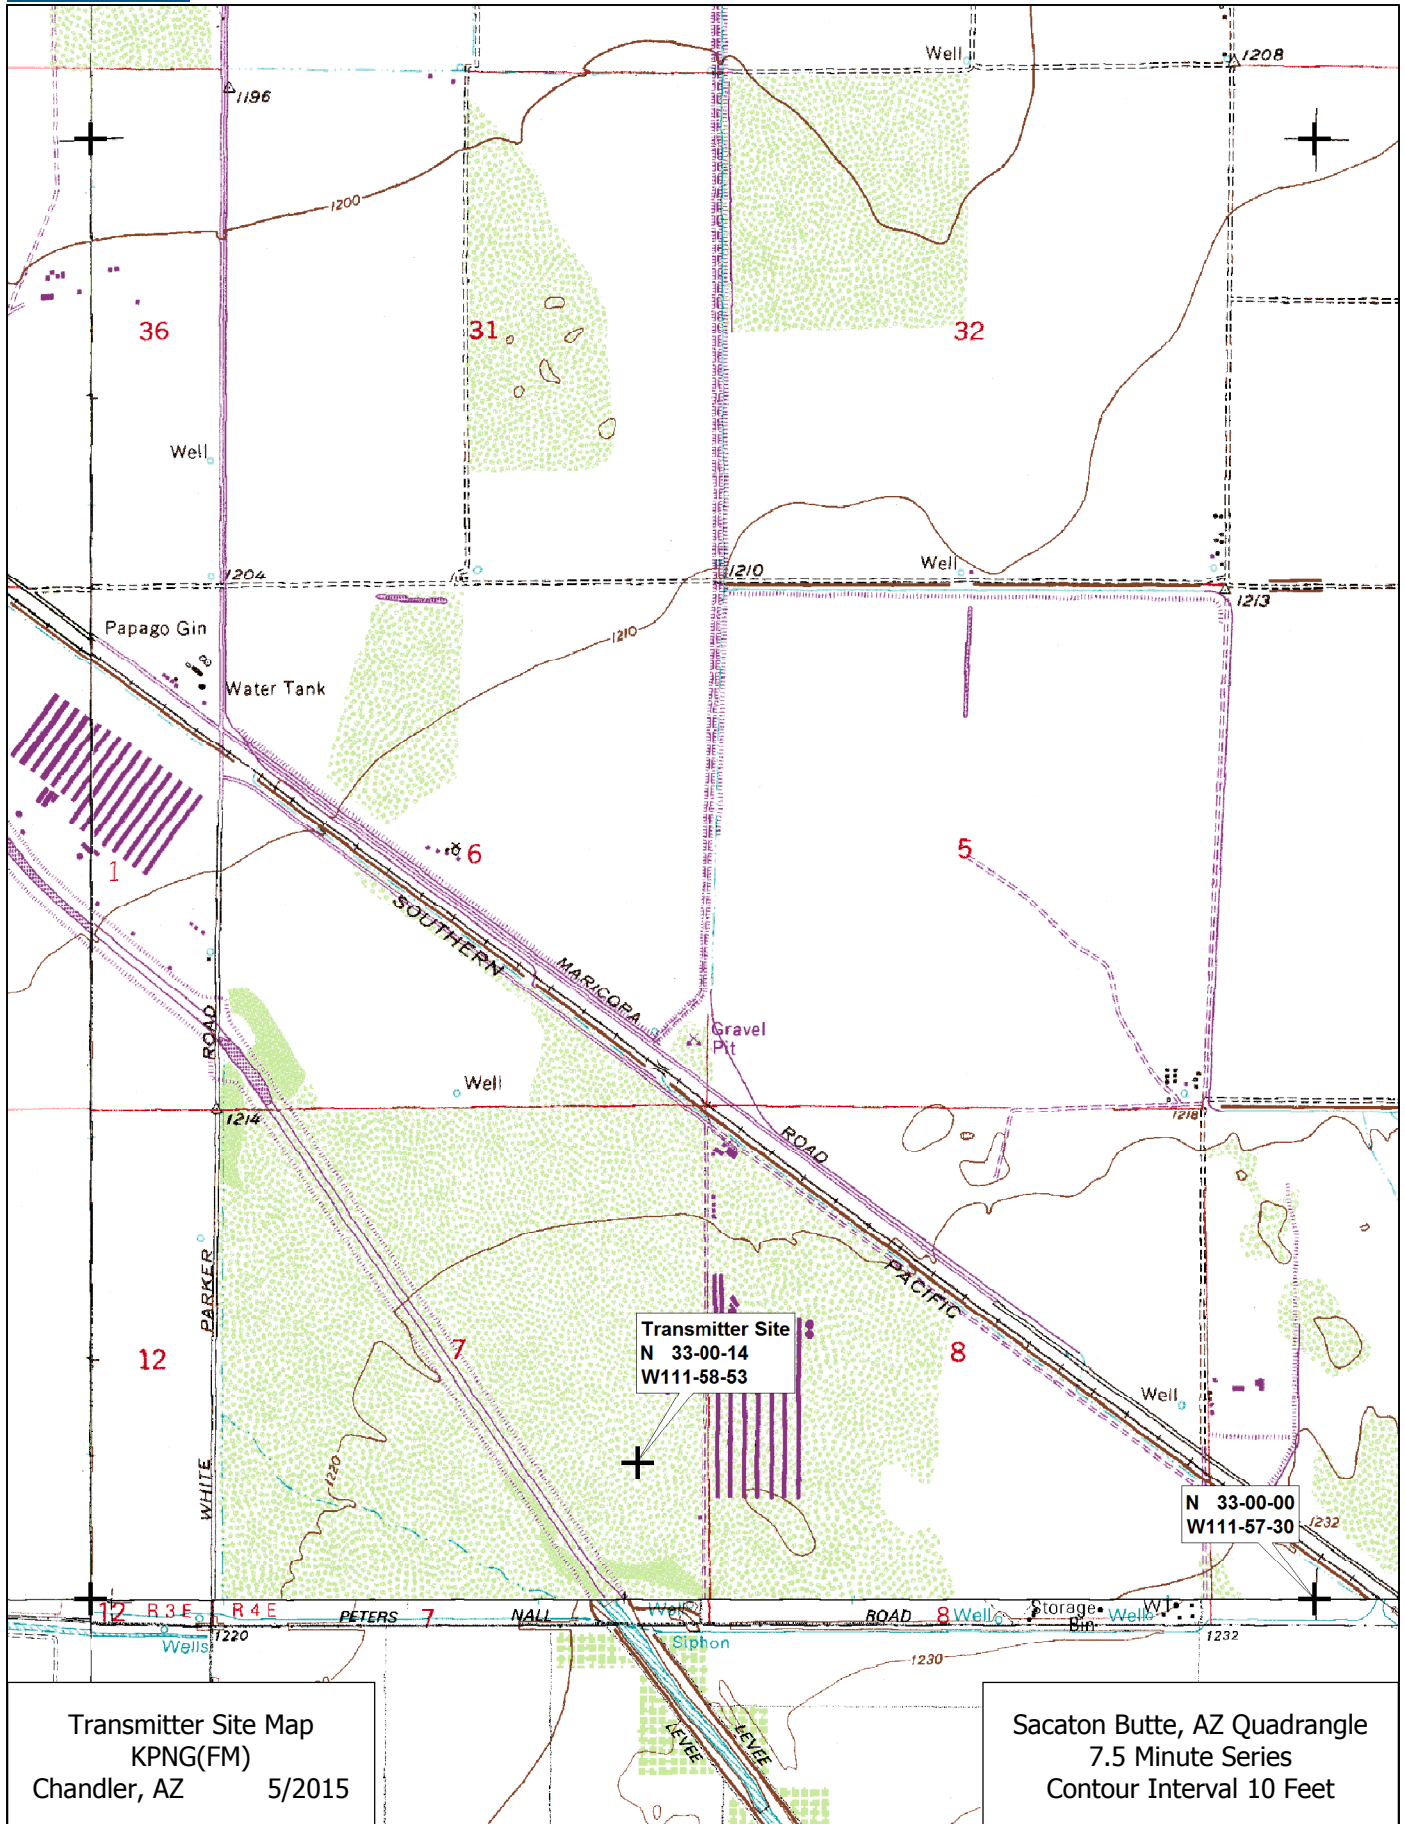 Well
1208
1196
1200
36
31
32
Well
1204
1210
Well
1213
Papago Gin
1210
Water Tank
6
5
1
SOUTHERN
MARICOPA
ROAD
Gravel
Pit
Well
1214
1218
ROAD
PARKER
WHITE
PACIFIC
12
7
8
Transmitter Site
N 33-00-14
W111-58-53
Well
1220
N 33-00-00
W111-57-30
1232
12 R 3 E R 4 E
PETERS 7 NALL ROAD 8
Well
Well
Storage
Bin
Wells
WT
Wells
1220
Siphon
1232
1230
LEVEE
LEVEE
Transmitter Site Map
KPNG(FM)
Chandler, AZ 5/2015
Sacaton Butte, AZ Quadrangle
7.5 Minute Series
Contour Interval 10 Feet